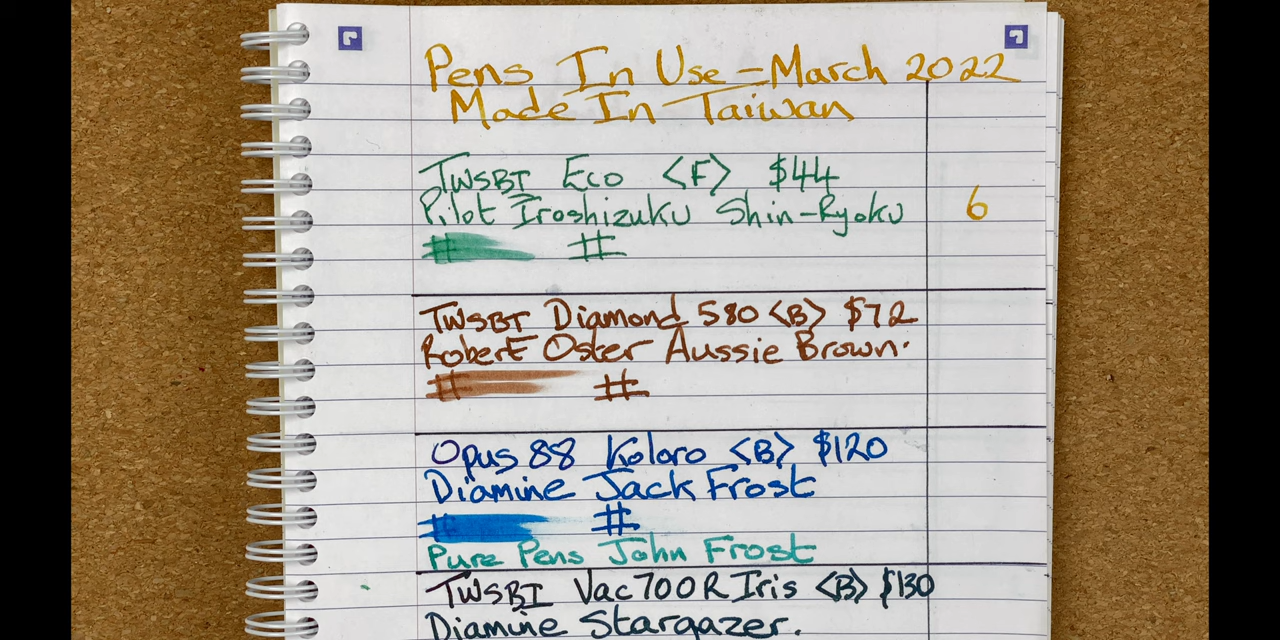 Pens In Use - March 2022
Made In Taiwan
TWSBI Eco <F> $44
Pilot Iroshizuku Shin-Ryoku
6
# #
TWSBI Diamond 580 <B> $72
Robert Oster Aussie Brown.
# #
Opus 88 Koloro <B> $120
Diamine Jack Frost
# #
Pure Pens John Frost
TWSBI Vac 700R Iris <B> $130
Diamine Stargazer.